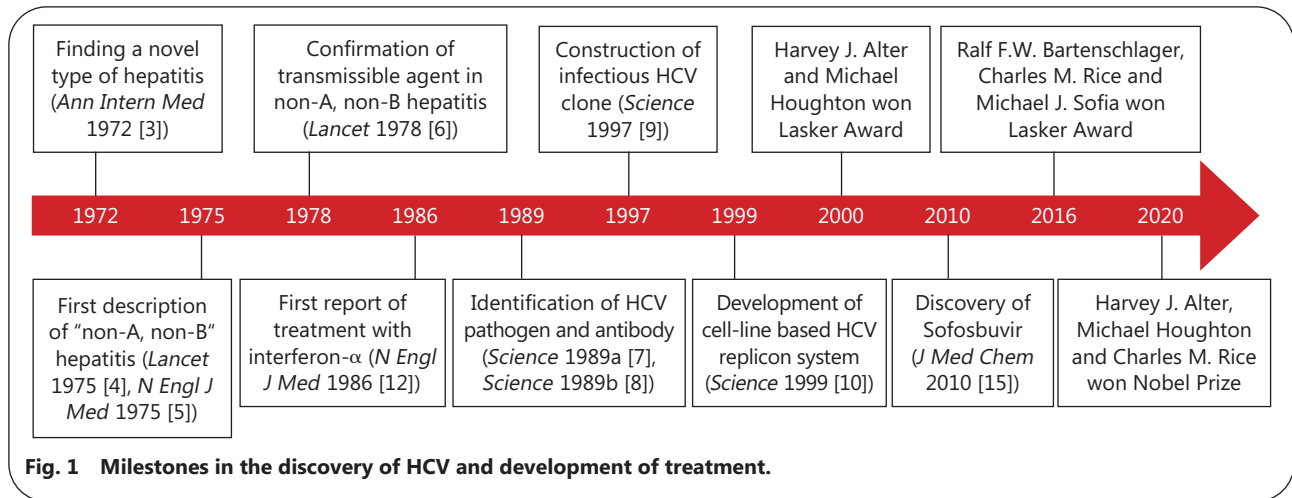 Finding a novel
type of hepatitis
(Ann Intern Med
1972 [3])
Confirmation of
transmissible agent in
non-A, non-B hepatitis
(Lancet 1978 [6])
Construction of
infectious HCV
clone (Science
1997 [9])
Harvey J. Alter
and Michael
Houghton won
Lasker Award
Ralf F.W. Bartenschlager,
Charles M. Rice and
Michael J. Sofia won
Lasker Award
1972 1975 1978 1986 1989 1997 1999 2000 2010 2016 2020
First description
of “non-A, non-B“
hepatitis (Lancet
1975 [4], N Engl J
Med 1975 [5])
First report of
treatment with
interferon-α (N Engl
J Med 1986 [12])
Identification of HCV
pathogen and antibody
(Science 1989a [7],
Science 1989b [8])
Development of
cell-line based HCV
replicon system
(Science 1999 [10])
Discovery of
Sofosbuvir
(J Med Chem
2010 [15])
Harvey J. Alter,
Michael Houghton
and Charles M. Rice
won Nobel Prize
Fig. 1 Milestones in the discovery of HCV and development of treatment.